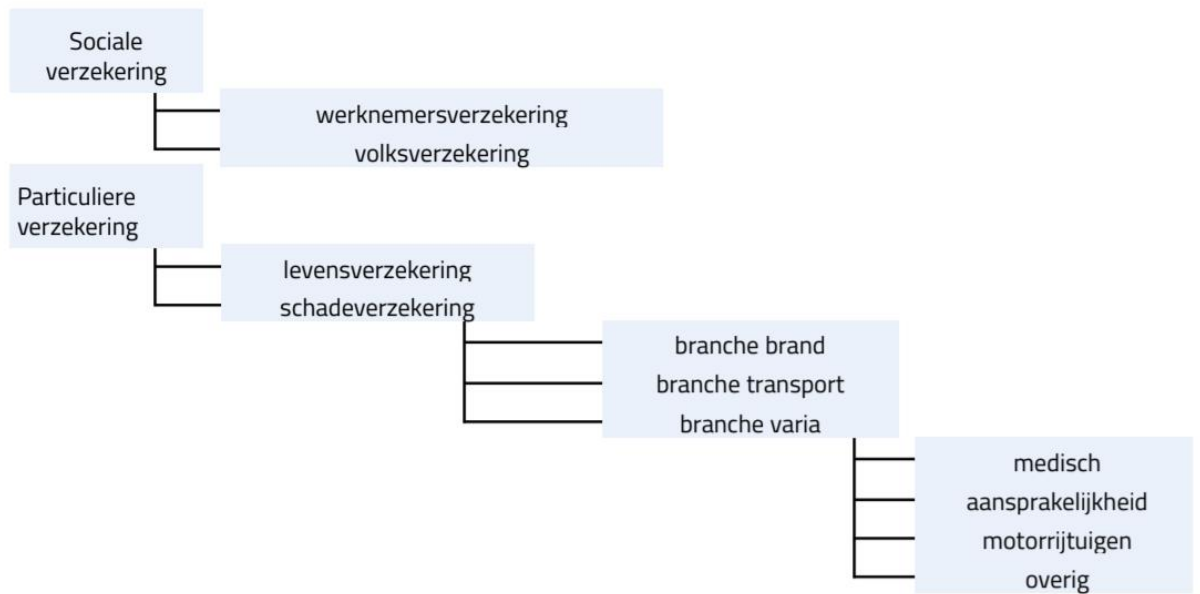 Sociale
verzekering
werknemersverzekering
volksverzekering
Particuliere
verzekering
levensverzekering
schadeverzekering
branche brand
branche transport
branche varia
medisch
aansprakelijkheid
motorrijtuigen
overig